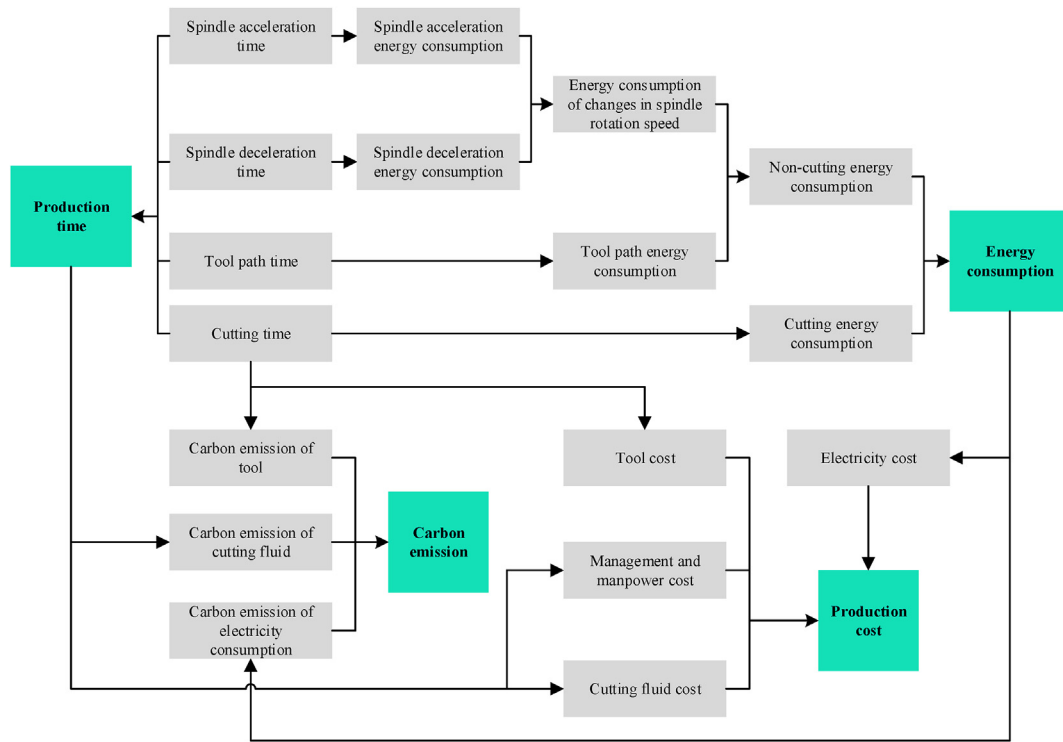 Spindle acceleration
time
Spindle acceleration
energy consumption
Energy consumption
of changes in spindle
rotation speed
Spindle deceleration
time
Spindle deceleration
energy consumption
Non-cutting energy
consumption
Production
time
Tool path time
Tool path energy
consumption
Energy
consumption
Cutting time
Cutting energy
consumption
Carbon emission of
tool
Tool cost
Electricity cost
Carbon emission of
cutting fluid
Carbon
emission
Management and
manpower cost
Carbon emission of
electricity
consumption
Production
cost
Cutting fluid cost